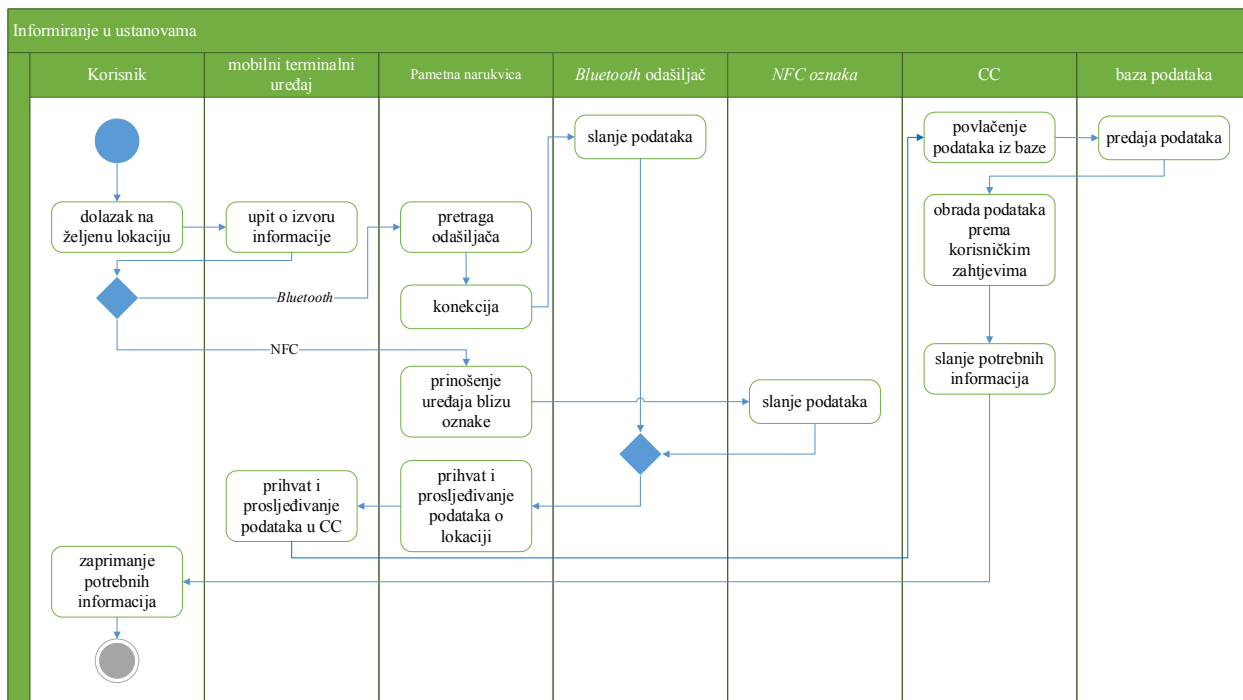 Informiranje u ustanovama
Korisnik
mobilni terminalni
uređaj
Pametna narukvica
Bluetooth odašiljač
NFC oznaka
CC
baza podataka
slanje podataka
povlačenje
podataka iz baze
predaja podataka
dolazak na
željenu lokaciju
upit o izvoru
informacije
pretraga
odašiljača
obrada podataka
prema
korisničkim
zahtjevima
Bluetooth
konekcija
NFC
prinošenje
uređaja blizu
oznake
slanje podataka
slanje potrebnih
informacija
prihvat i
prosljeđivanje
podataka u CC
prihvat i
prosljeđivanje
podataka o
lokaciji
zaprimanje
potrebnih
informacija